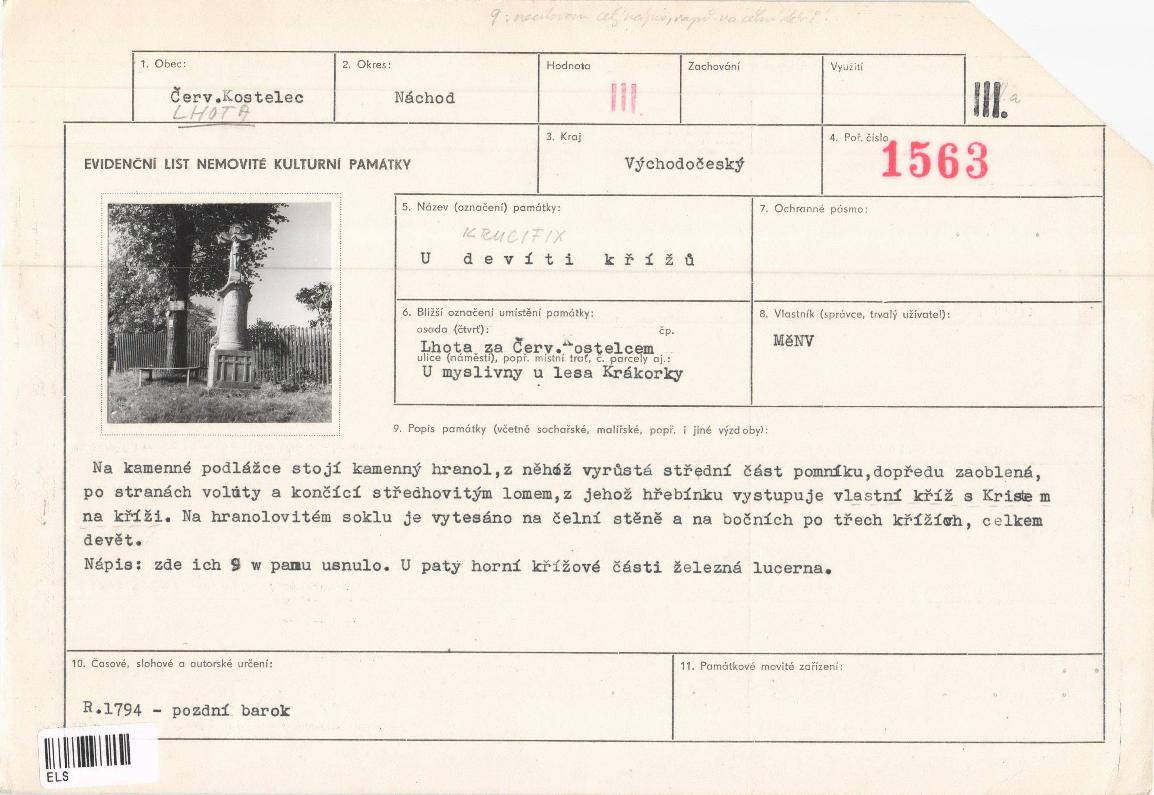 1. Obec:
Červ.Kostelec
LHOTA
2. Okres:
Náchod
Hodnota
III.
Zachování
Využití
III.
a
EVIDENČNÍ LIST NEMOVITÉ KULTURNÍ PAMÁTKY
3. Kraj
Východočeský
4. Poř. číslo
1563
5. Název (označení) památky:
KRUCIFIX
U devíti křížů
7. Ochranné pásmo:
6. Bližší označení umístění památky:
osada (čtvrť): čp.
Lhota za Červ.Kostelcem
ulice (náměstí), popř. místní trať, č. parcely aj.:
U myslivny u lesa Krákorky
8. Vlastník (správce, trvalý uživatel):
MěNV
9. Popis památky (včetně sochařské, malířské, popř. i jiné výzdoby):
Na kamenné podlážce stojí kamenný hranol,z něhož vyrůstá střední část pomníku,dopředu zaoblená,
po stranách volúty a končící středhovitým lomem,z jehož hřebínku vystupuje vlastní kříž s Kristem
na kříži. Na hranolovitém soklu je vytesáno na čelní stěně a na bočních po třech křížích, celkem
devět.
Nápis: zde ich 9 w panu usnulo. U paty horní křížové části železná lucerna.
10. Časové, slohové a autorské určení:
R.1794 - pozdní barok
11. Památkové movité zařízení:
ELS